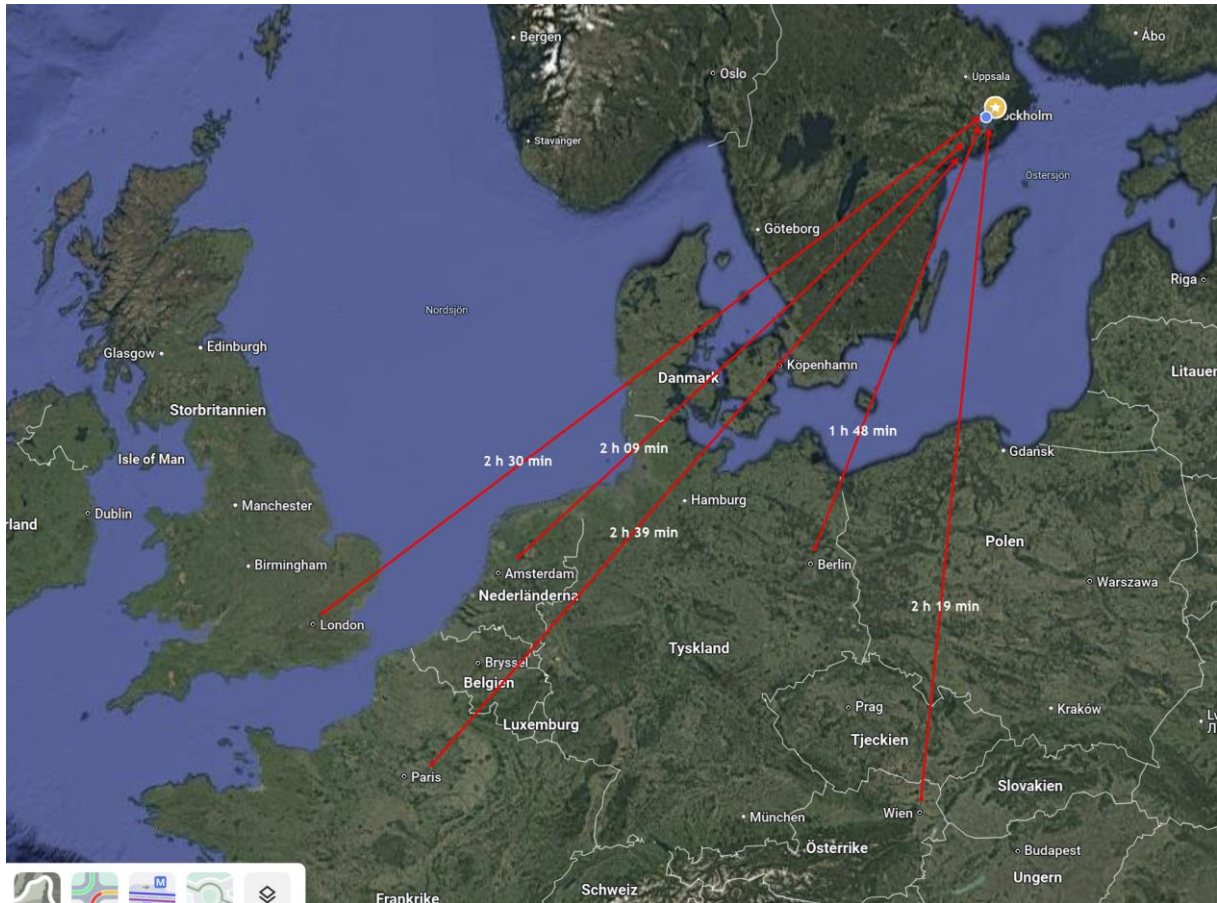 Bergen
Oslo
Uppsala
Åbo
Stavanger
ockholm
Östersjön
Göteborg
Riga
Nordsjön
Glasgow
Edinburgh
Köpenhamn
Danmark
Litauen
Storbritannien
1 h 48 min
Isle of Man
2 h 30 min
2 h 09 min
Gdańsk
Manchester
Hamburg
Dublin
rland
2 h 39 min
Polen
Birmingham
Amsterdam
Berlin
Warszawa
Nederländerna
2 h 19 min
London
Tyskland
Bryssel
Belgien
Luxemburg
Prag
Kraków
Tjeckien
Paris
Slovakien
München
Wien
Österrike
Budapest
Ungern
M
Schweiz
Frankrike